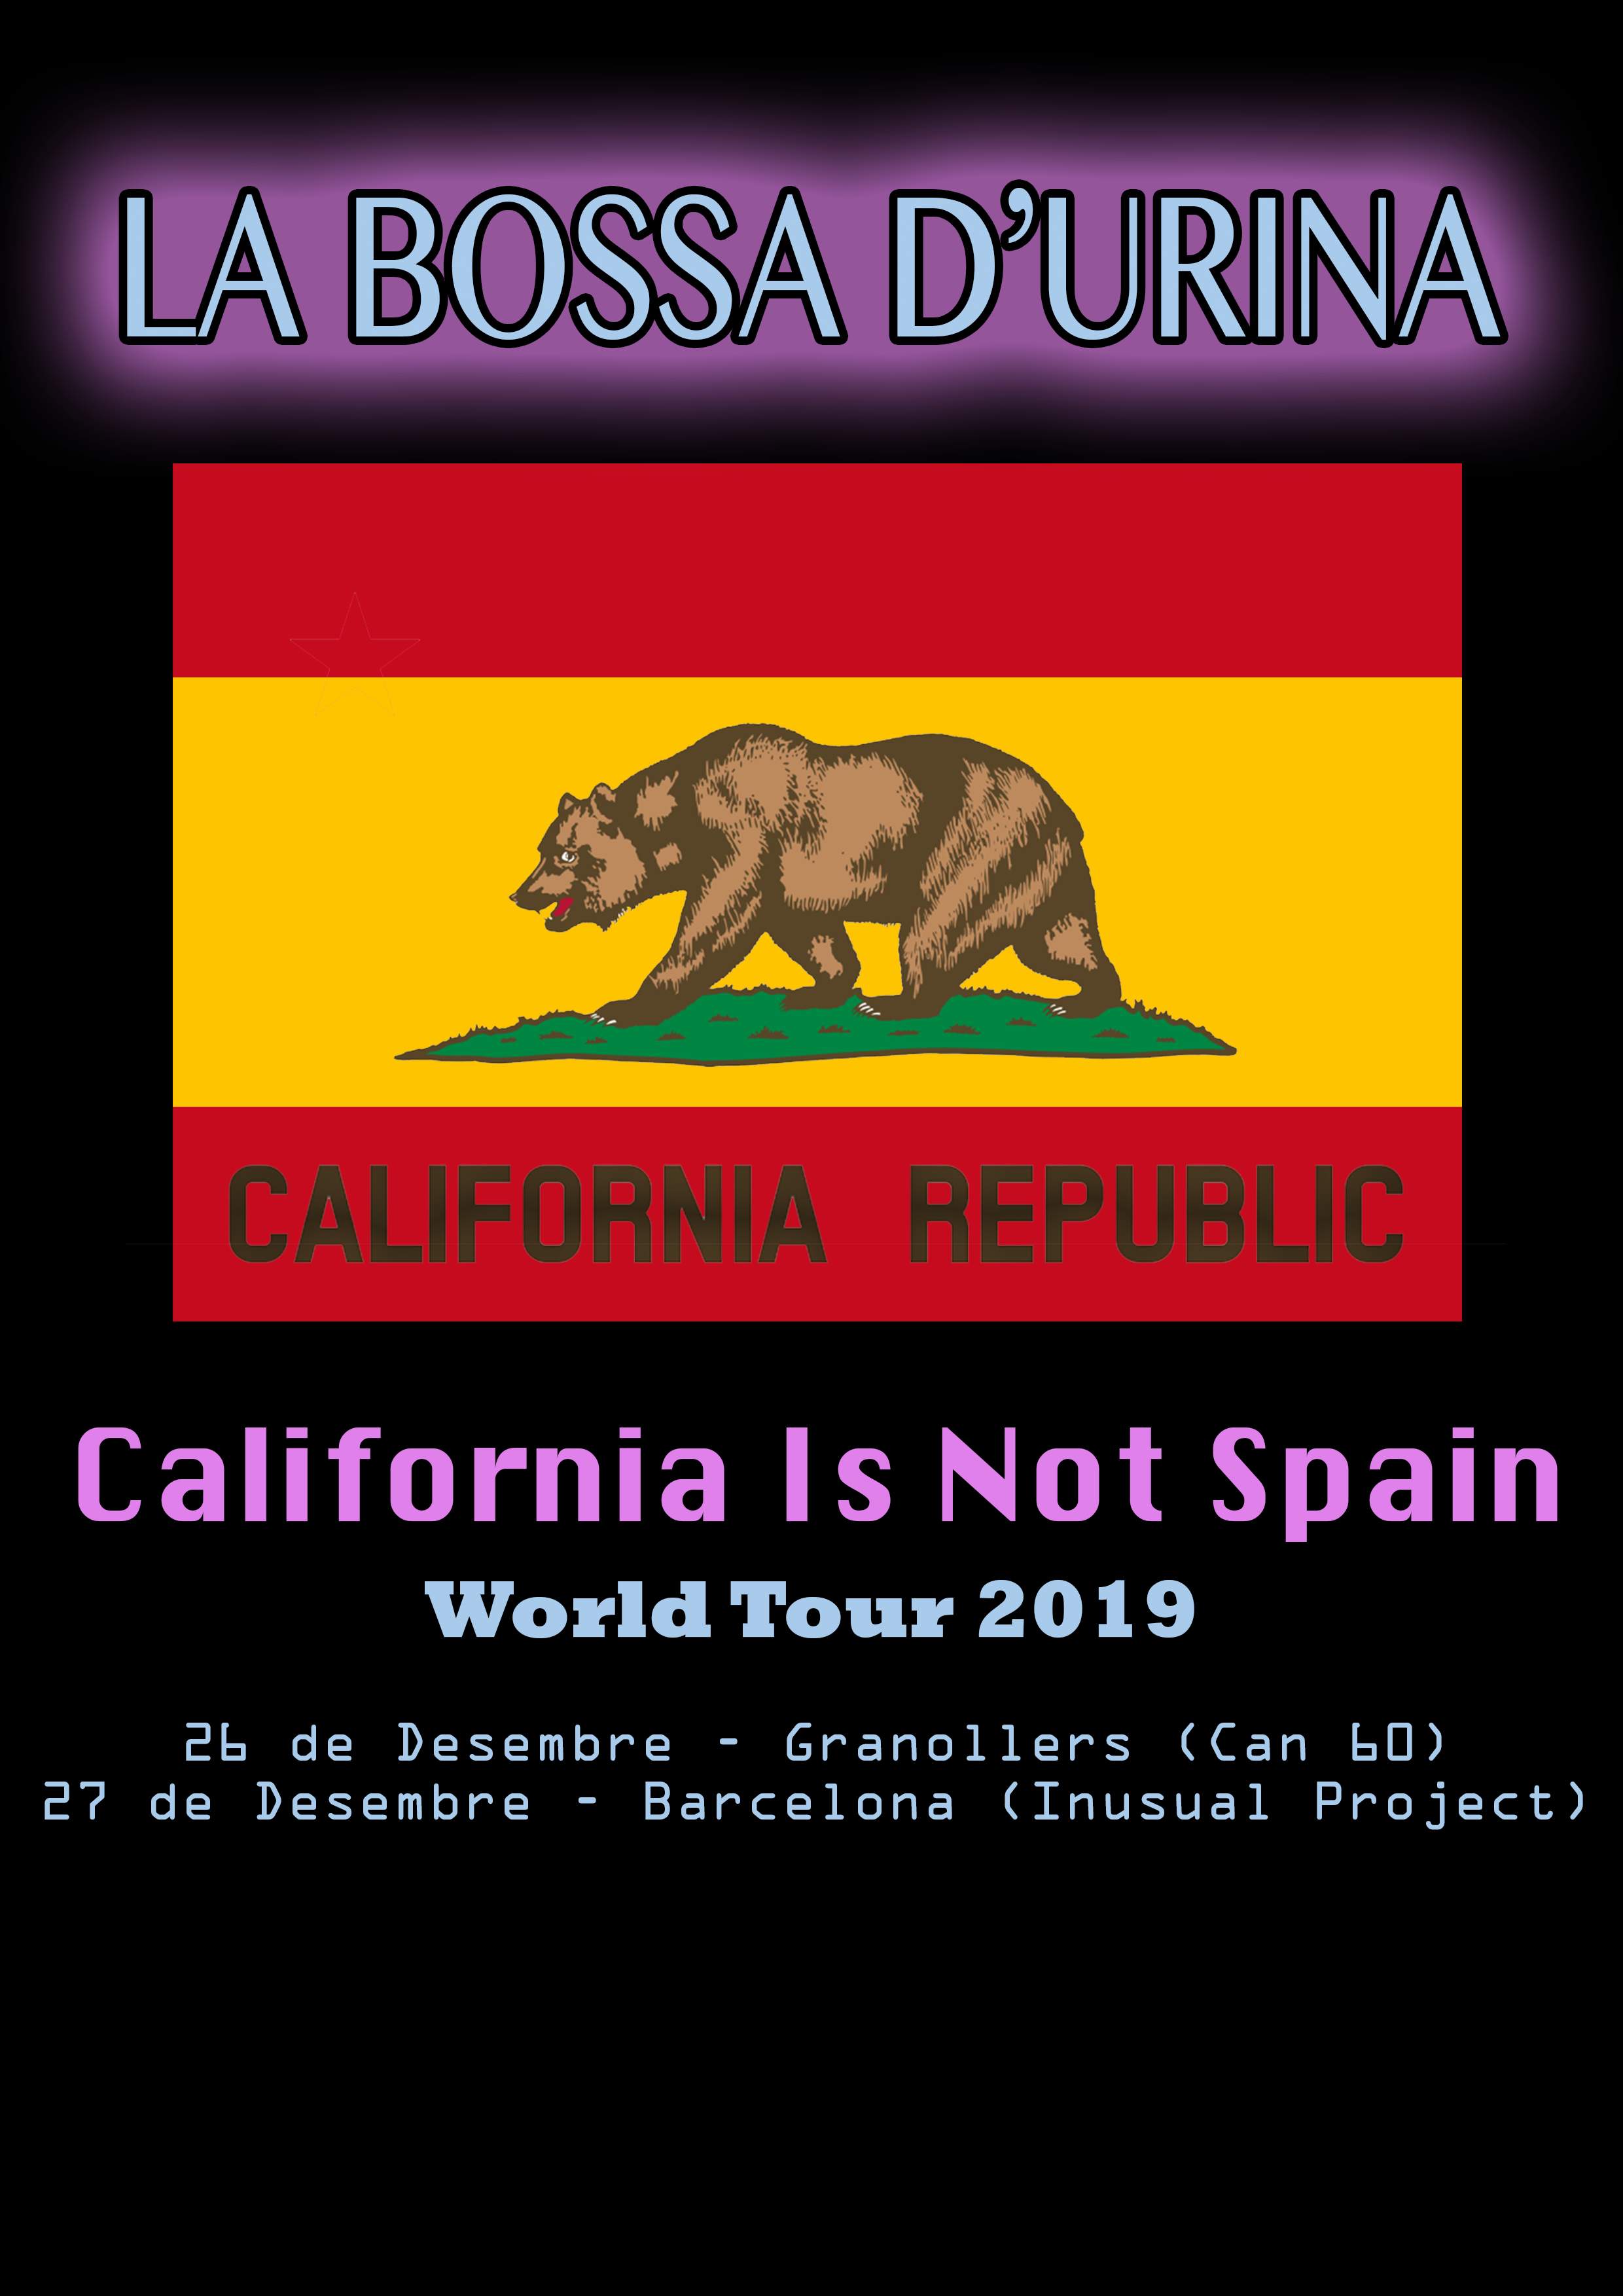 LA BOSSA D’URINA
CALIFORNIA REPUBLIC
California Is Not Spain
World Tour 2019
26 de Desembre - Granollers (Can 60)
27 de Desembre - Barcelona (Inusual Project)